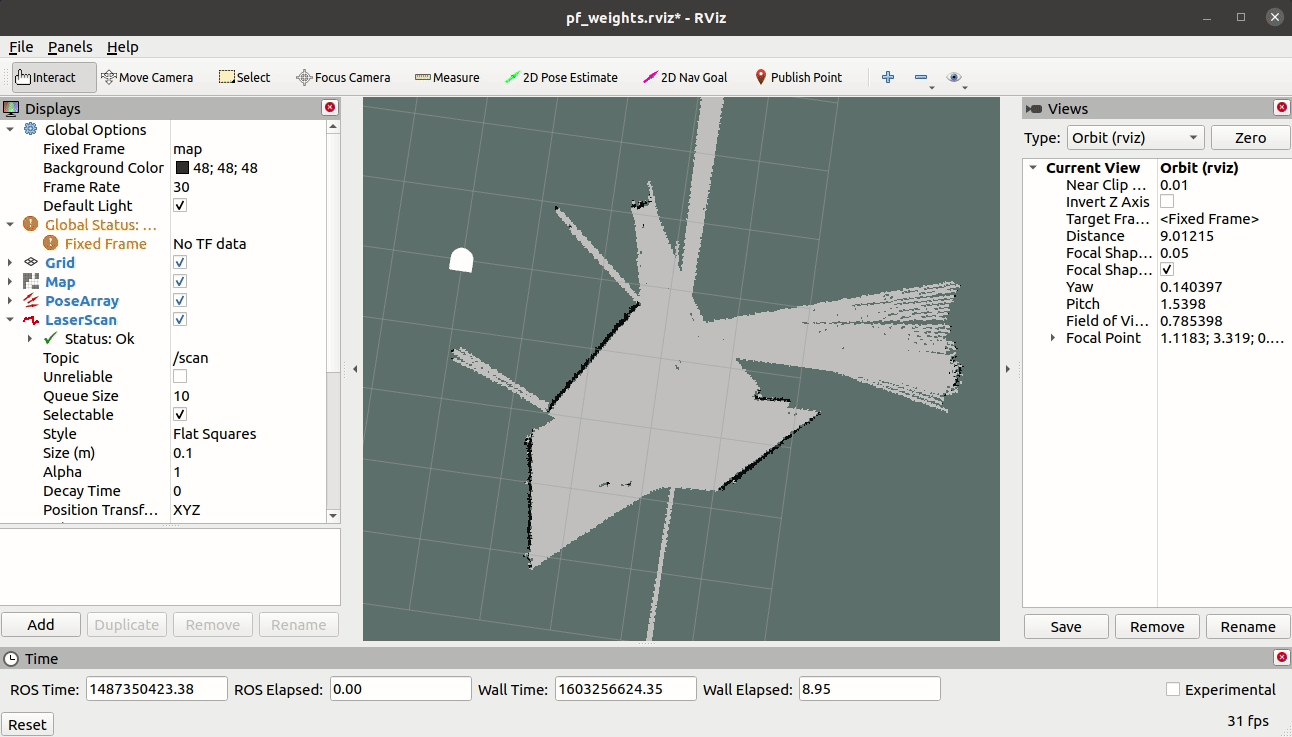 pf_weights.rviz* - RViz
File Panels Help
Interact Move Camera Select Focus Camera Measure 2D Pose Estimate 2D Nav Goal Publish Point
Displays
Global Options
Fixed Frame map
Background Color 48; 48; 48
Frame Rate 30
Default Light
Global Status: ...
Fixed Frame No TF data
Grid
Map
PoseArray
LaserScan
Status: Ok
Topic /scan
Unreliable
Queue Size 10
Selectable
Style Flat Squares
Size (m) 0.1
Alpha 1
Decay Time 0
Position Transf... XYZ
Add Duplicate Remove Rename
Views
Type: Orbit (rviz) Zero
Current View Orbit (rviz)
Near Clip ... 0.01
Invert Z Axis
Target Fra... <Fixed Frame>
Distance 9.01215
Focal Shap... 0.05
Focal Shap...
Yaw 0.140397
Pitch 1.5398
Field of Vi... 0.785398
Focal Point 1.1183; 3.319; 0....
Save Remove Rename
Time
ROS Time: 1487350423.38 ROS Elapsed: 0.00 Wall Time: 1603256624.35 Wall Elapsed: 8.95 Experimental
Reset 31 fps